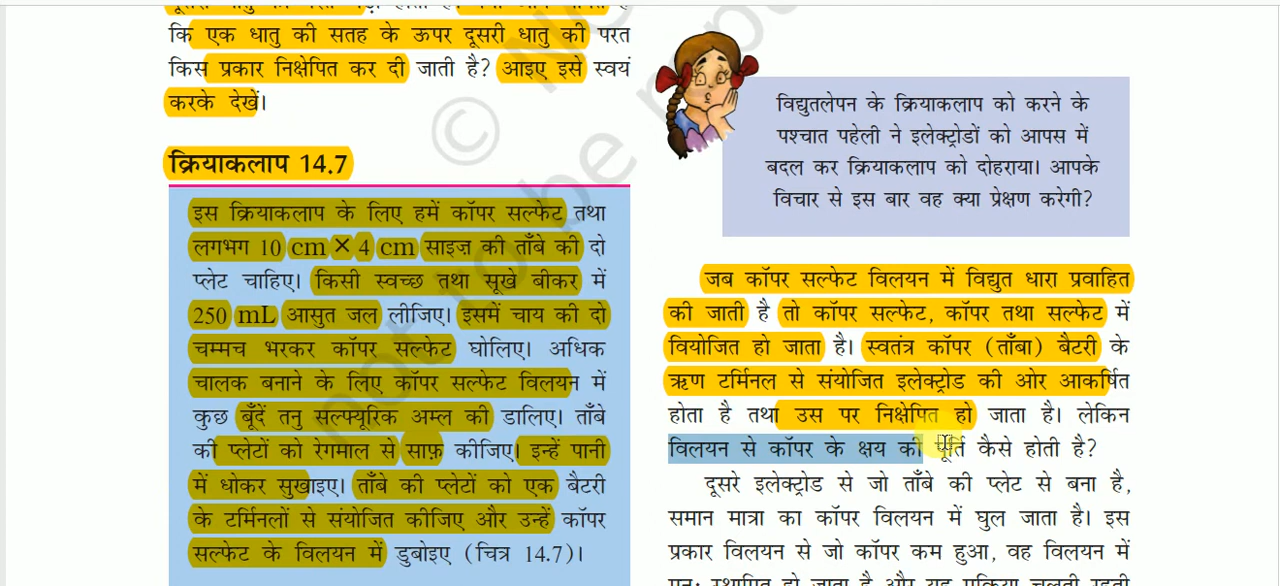 कि एक धातु की सतह के ऊपर दूसरी धातु की परत
किस प्रकार निक्षेपित कर दी जाती है? आइए इसे स्वयं
करके देखें।
क्रियाकलाप 14.7
इस क्रियाकलाप के लिए हमें कॉपर सल्फेट तथा
लगभग 10 cm × 4 cm साइज़ की ताँबे की दो
प्लेट चाहिए। किसी स्वच्छ तथा सूखे बीकर में
250 mL आसुत जल लीजिए। इसमें चाय की दो
चम्मच भरकर कॉपर सल्फेट घोलिए। अधिक
चालक बनाने के लिए कॉपर सल्फेट विलयन में
कुछ बूँदें तनु सल्फ्यूरिक अम्ल की डालिए। ताँबे
की प्लेटों को रेगमाल से साफ़ कीजिए। इन्हें पानी
में धोकर सुखाइए। ताँबे की प्लेटों को एक बैटरी
के टर्मिनलों से संयोजित कीजिए और उन्हें कॉपर
सल्फेट के विलयन में डुबोइए (चित्र 14.7)।
विद्युतलेपन के क्रियाकलाप को करने के
पश्चात पहेली ने इलेक्ट्रोडों को आपस में
बदल कर क्रियाकलाप को दोहराया। आपके
विचार से इस बार वह क्या प्रेक्षण करेगी?
जब कॉपर सल्फेट विलयन में विद्युत धारा प्रवाहित
की जाती है तो कॉपर सल्फेट, कॉपर तथा सल्फेट में
वियोजित हो जाता है। स्वतंत्र कॉपर (ताँबा) बैटरी के
ऋण टर्मिनल से संयोजित इलेक्ट्रोड की ओर आकर्षित
होता है तथा उस पर निक्षेपित हो जाता है। लेकिन
विलयन से कॉपर के क्षय की पूर्ति कैसे होती है?
दूसरे इलेक्ट्रोड से जो ताँबे की प्लेट से बना है,
समान मात्रा का कॉपर विलयन में घुल जाता है। इस
प्रकार विलयन से जो कॉपर कम हुआ, वह विलयन में
© not to be